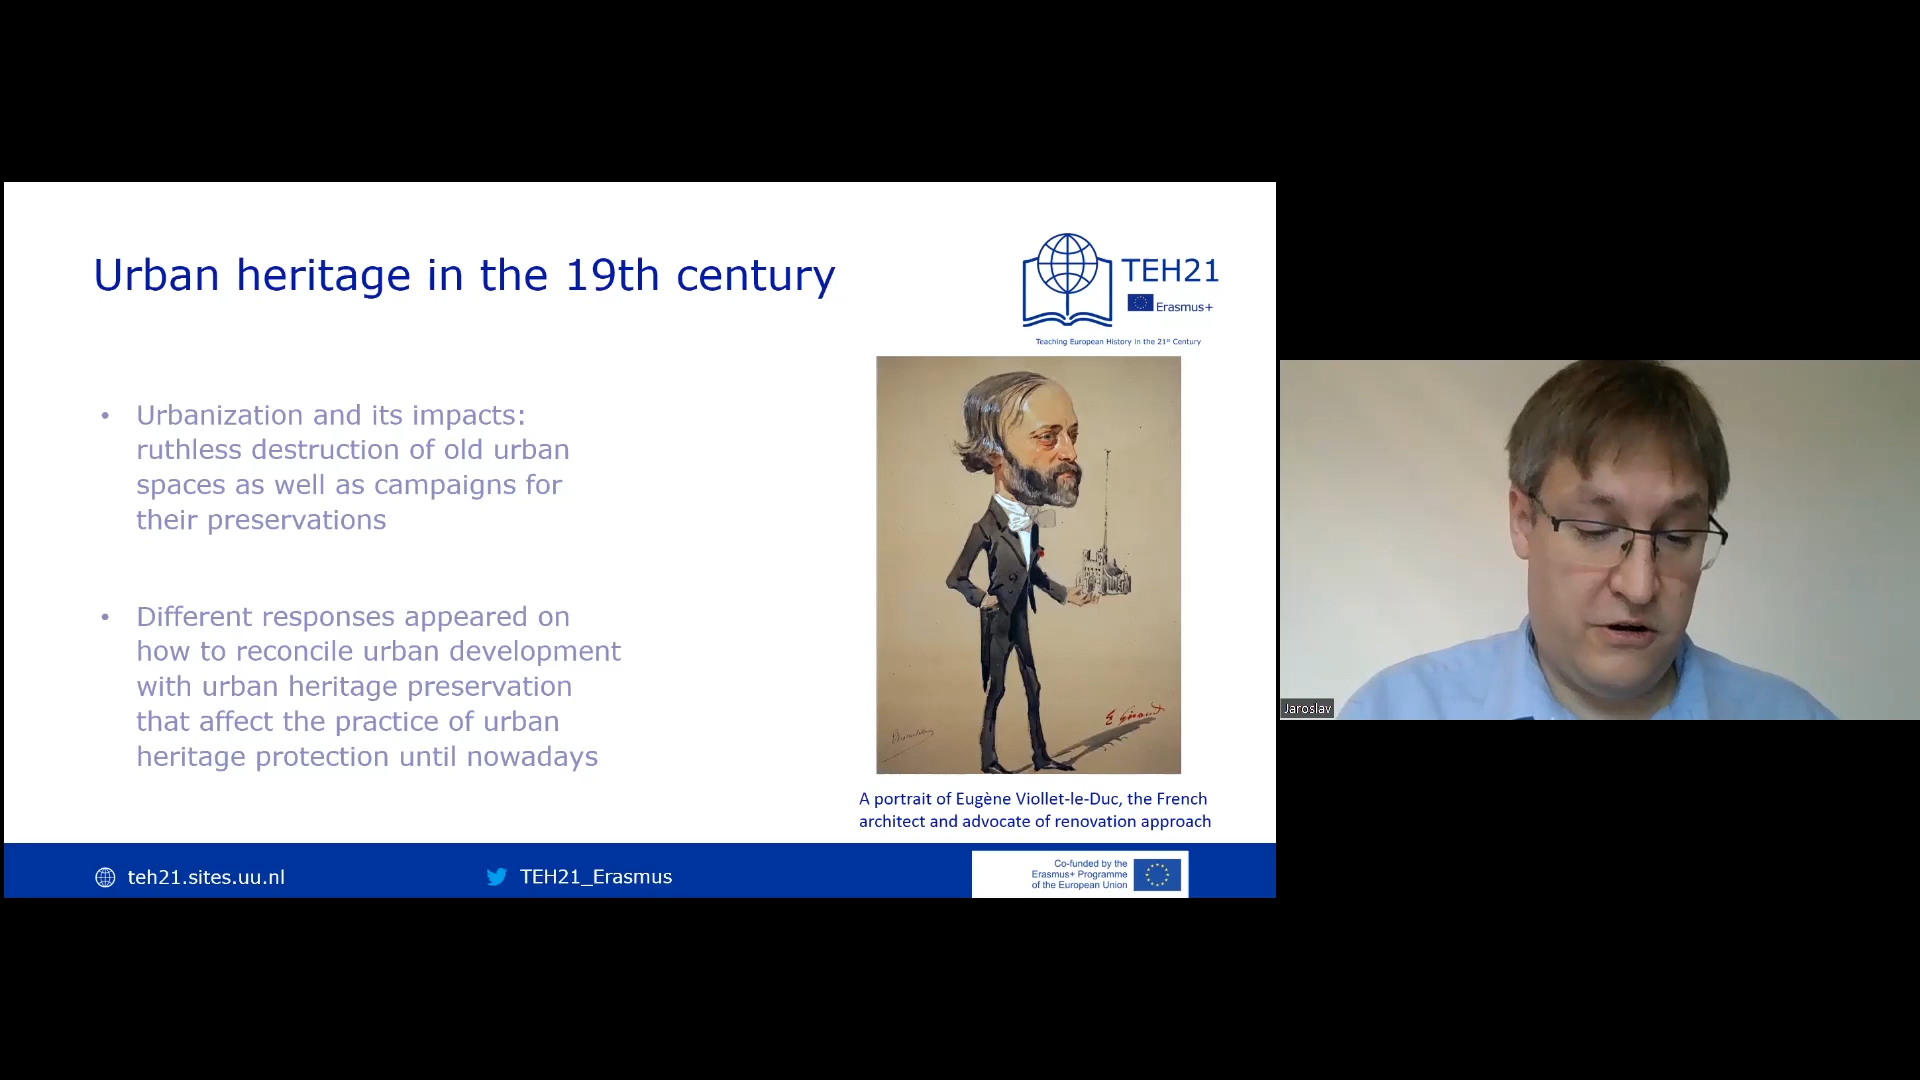 Urban heritage in the 19th century
TEH21
Erasmus+
Teaching European History in the 21st Century
• Urbanization and its impacts:
ruthless destruction of old urban
spaces as well as campaigns for
their preservations
• Different responses appeared on
how to reconcile urban development
with urban heritage preservation
that affect the practice of urban
heritage protection until nowadays
E Giraud
A portrait of Eugène Viollet-le-Duc, the French
architect and advocate of renovation approach
teh21.sites.uu.nl
TEH21_Erasmus
Co-funded by the
Erasmus+ Programme
of the European Union
Jaroslav